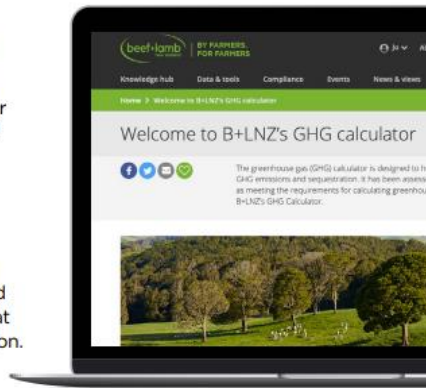 r
d
at
on.
beef+lamb
BY FARMERS.
FOR FARMERS
Knowledge hub Data & tools Compliance Events News & views
Home > Welcome to B+LNZ's GHG calculator
Welcome to B+LNZ's GHG calculator
The greenhouse gas (GHG) calculator is designed to h
GHG emissions and sequestration. It has been assess
as meeting the requirements for calculating greenhou
B+LNZ's GHG Calculator.